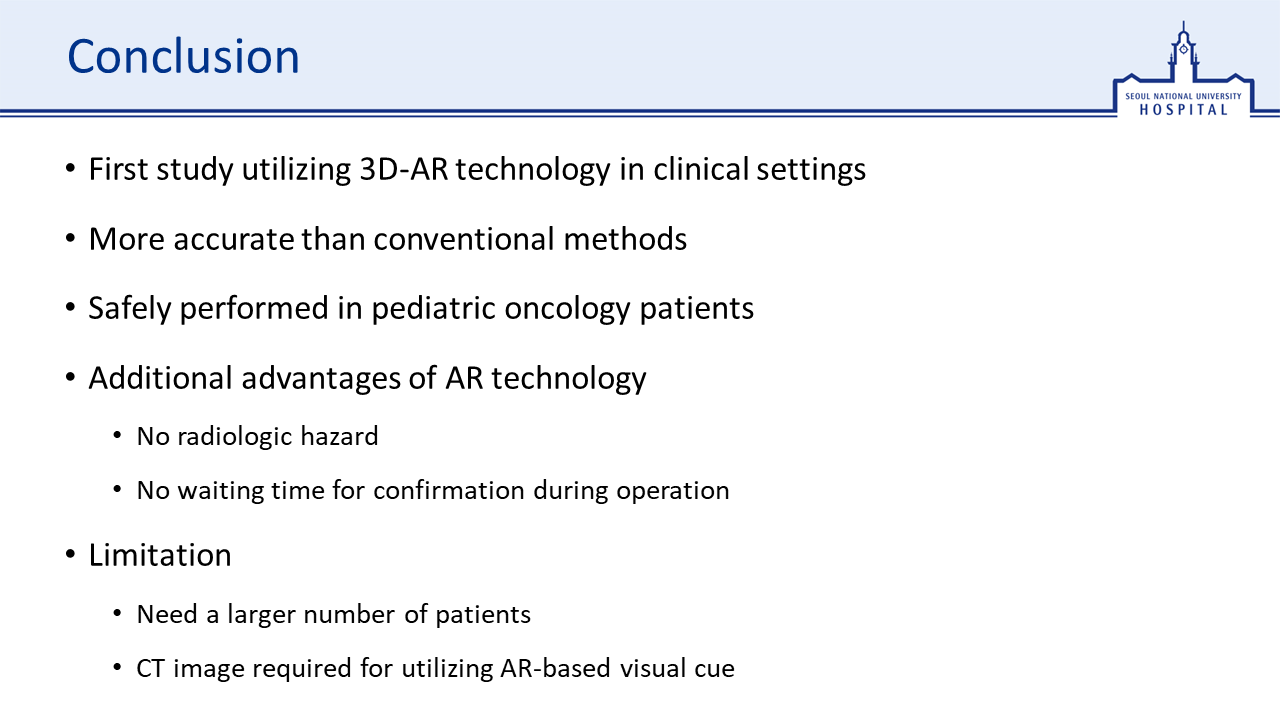 Conclusion
SEOUL NATIONAL UNIVERSITY
HOSPITAL
• First study utilizing 3D-AR technology in clinical settings
• More accurate than conventional methods
• Safely performed in pediatric oncology patients
• Additional advantages of AR technology
• No radiologic hazard
• No waiting time for confirmation during operation
• Limitation
• Need a larger number of patients
• CT image required for utilizing AR-based visual cue